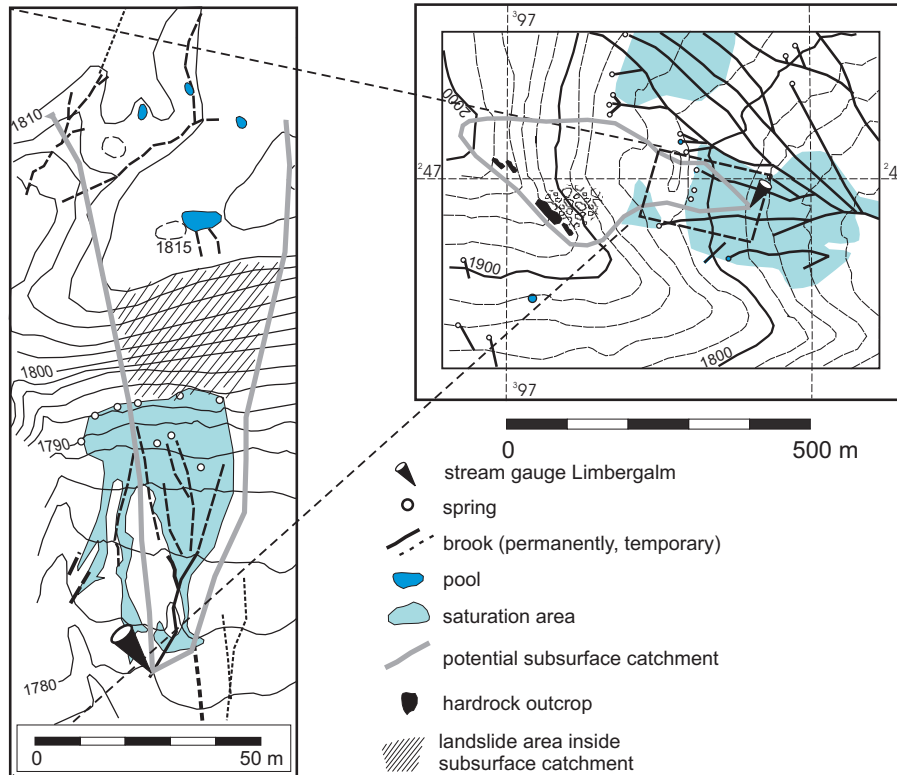 1810
1815
1800
1790
1780
0 50 m
³97
2000
²47
²4
1900
1800
³97
0 500 m
stream gauge Limbergalm
spring
brook (permanently, temporary)
pool
saturation area
potential subsurface catchment
hardrock outcrop
landslide area inside
subsurface catchment